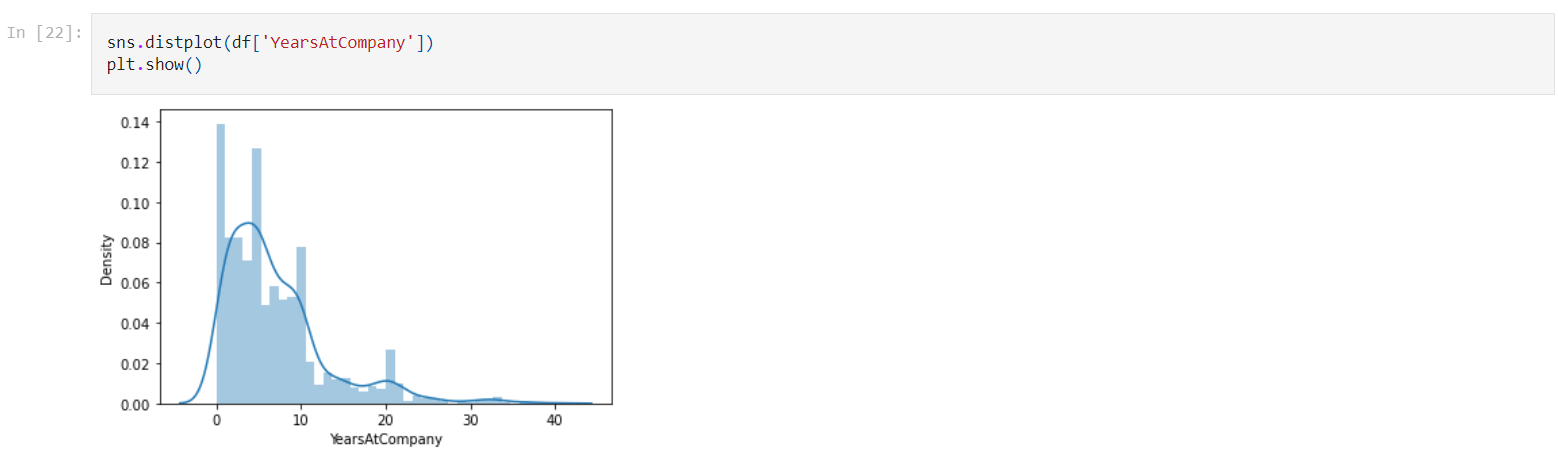 In [22]:
sns.distplot(df['YearsAtCompany'])
plt.show()
0.14
0.12
0.10
0.08
0.06
0.04
0.02
0.00
Density
0 10 20 30 40
YearsAtCompany